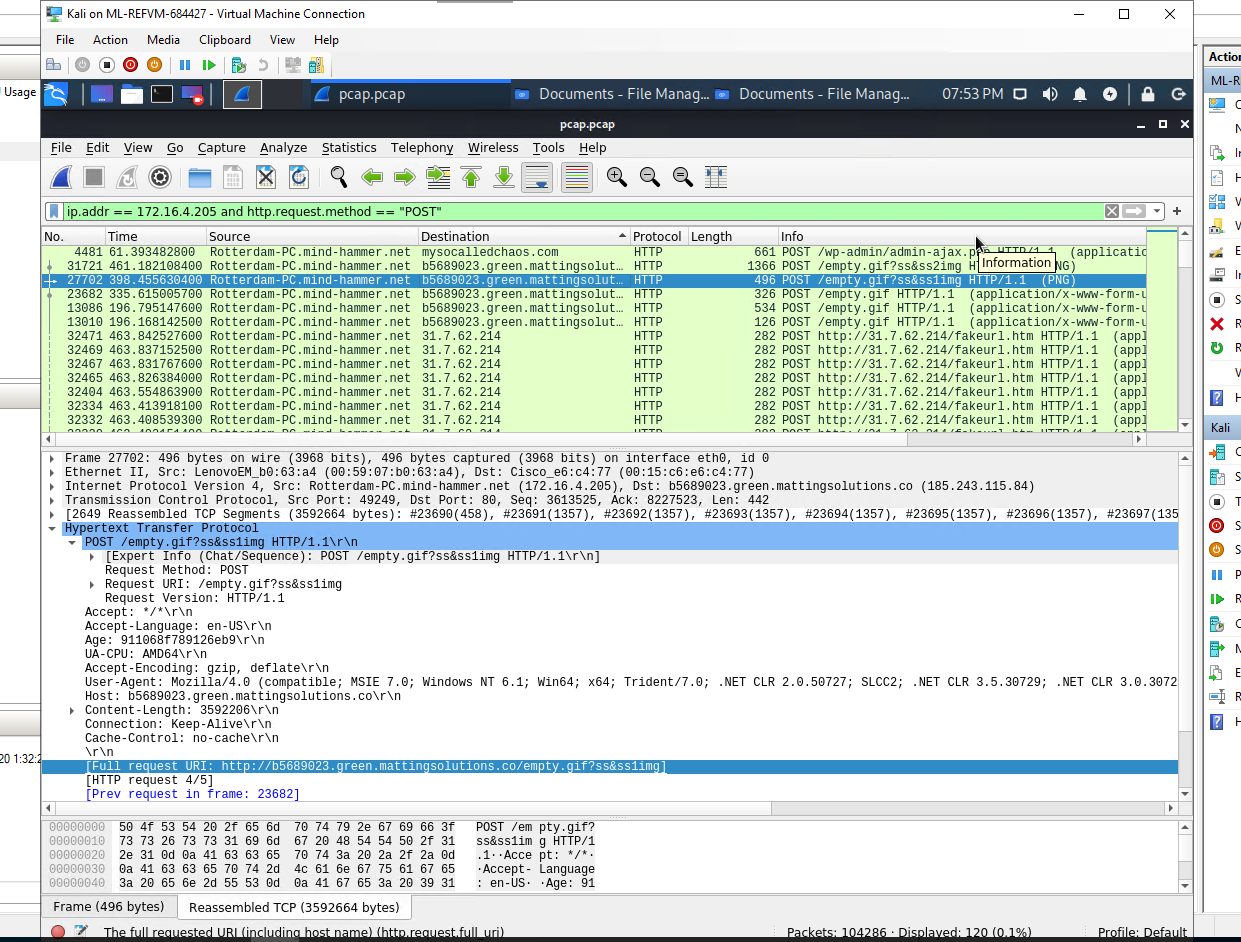 Kali on ML-REFVM-684427 - Virtual Machine Connection
File Action Media Clipboard View Help
Action
ML-R
Usage
pcap.pcap Documents - File Manag... Documents - File Manag... 07:53 PM
pcap.pcap
File Edit View Go Capture Analyze Statistics Telephony Wireless Tools Help
ip.addr == 172.16.4.205 and http.request.method == "POST"
No. Time Source Destination Protocol Length Info
4481 61.393482800 Rotterdam-PC.mind-hammer.net mysocalledchaos.com HTTP 661 POST /wp-admin/admin-ajax.p HTTP/1.1 (applicatic
Information
31721 461.182108400 Rotterdam-PC.mind-hammer.net b5689023.green.mattingsolut… HTTP 1366 POST /empty.gif?ss&ss2img HT NG)
27702 398.455630400 Rotterdam-PC.mind-hammer.net b5689023.green.mattingsolut… HTTP 496 POST /empty.gif?ss&ss1img HTTP/1.1 (PNG)
23682 335.615005700 Rotterdam-PC.mind-hammer.net b5689023.green.mattingsolut… HTTP 326 POST /empty.gif HTTP/1.1 (application/x-www-form-u
13086 196.795147600 Rotterdam-PC.mind-hammer.net b5689023.green.mattingsolut… HTTP 534 POST /empty.gif HTTP/1.1 (application/x-www-form-u
13010 196.168142500 Rotterdam-PC.mind-hammer.net b5689023.green.mattingsolut… HTTP 126 POST /empty.gif HTTP/1.1 (application/x-www-form-u
32471 463.842527600 Rotterdam-PC.mind-hammer.net 31.7.62.214 HTTP 282 POST http://31.7.62.214/fakeurl.htm HTTP/1.1 (appl
32469 463.837152500 Rotterdam-PC.mind-hammer.net 31.7.62.214 HTTP 282 POST http://31.7.62.214/fakeurl.htm HTTP/1.1 (appl
32467 463.831767600 Rotterdam-PC.mind-hammer.net 31.7.62.214 HTTP 282 POST http://31.7.62.214/fakeurl.htm HTTP/1.1 (appl
32465 463.826384000 Rotterdam-PC.mind-hammer.net 31.7.62.214 HTTP 282 POST http://31.7.62.214/fakeurl.htm HTTP/1.1 (appl
32404 463.554863900 Rotterdam-PC.mind-hammer.net 31.7.62.214 HTTP 282 POST http://31.7.62.214/fakeurl.htm HTTP/1.1 (appl
32334 463.413918100 Rotterdam-PC.mind-hammer.net 31.7.62.214 HTTP 282 POST http://31.7.62.214/fakeurl.htm HTTP/1.1 (appl
32332 463.408539300 Rotterdam-PC.mind-hammer.net 31.7.62.214 HTTP 282 POST http://31.7.62.214/fakeurl.htm HTTP/1.1 (appl
Kali
Frame 27702: 496 bytes on wire (3968 bits), 496 bytes captured (3968 bits) on interface eth0, id 0
Ethernet II, Src: LenovoEM_b0:63:a4 (00:59:07:b0:63:a4), Dst: Cisco_e6:c4:77 (00:15:c6:e6:c4:77)
Internet Protocol Version 4, Src: Rotterdam-PC.mind-hammer.net (172.16.4.205), Dst: b5689023.green.mattingsolutions.co (185.243.115.84)
Transmission Control Protocol, Src Port: 49249, Dst Port: 80, Seq: 3613525, Ack: 8227523, Len: 442
[2649 Reassembled TCP Segments (3592664 bytes): #23690(458), #23691(1357), #23692(1357), #23693(1357), #23694(1357), #23695(1357), #23696(1357), #23697(135
Hypertext Transfer Protocol
POST /empty.gif?ss&ss1img HTTP/1.1\r\n
[Expert Info (Chat/Sequence): POST /empty.gif?ss&ss1img HTTP/1.1\r\n]
Request Method: POST
Request URI: /empty.gif?ss&ss1img
Request Version: HTTP/1.1
Accept: */*\r\n
Accept-Language: en-US\r\n
Age: 911068f789126eb9\r\n
UA-CPU: AMD64\r\n
Accept-Encoding: gzip, deflate\r\n
User-Agent: Mozilla/4.0 (compatible; MSIE 7.0; Windows NT 6.1; Win64; x64; Trident/7.0; .NET CLR 2.0.50727; SLCC2; .NET CLR 3.5.30729; .NET CLR 3.0.3072
Host: b5689023.green.mattingsolutions.co\r\n
Content-Length: 3592206\r\n
Connection: Keep-Alive\r\n
Cache-Control: no-cache\r\n
\r\n
20 1:32:2
[Full request URI: http://b5689023.green.mattingsolutions.co/empty.gif?ss&ss1img]
[HTTP request 4/5]
[Prev request in frame: 23682]
00000000 50 4f 53 54 20 2f 65 6d 70 74 79 2e 67 69 66 3f POST /em pty.gif?
00000010 73 73 26 73 73 31 69 6d 67 20 48 54 54 50 2f 31 ss&ss1im g HTTP/1
00000020 2e 31 0d 0a 41 63 63 65 70 74 3a 20 2a 2f 2a 0d .1··Acce pt: */*·
00000030 0a 41 63 63 65 70 74 2d 4c 61 6e 67 75 61 67 65 ·Accept- Language
00000040 3a 20 65 6e 2d 55 53 0d 0a 41 67 65 3a 20 39 31 : en-US· ·Age: 91
Frame (496 bytes) Reassembled TCP (3592664 bytes)
The full requested URI (including host name) (http.request.full_uri) Packets: 104286 · Displayed: 120 (0.1%) Profile: Default